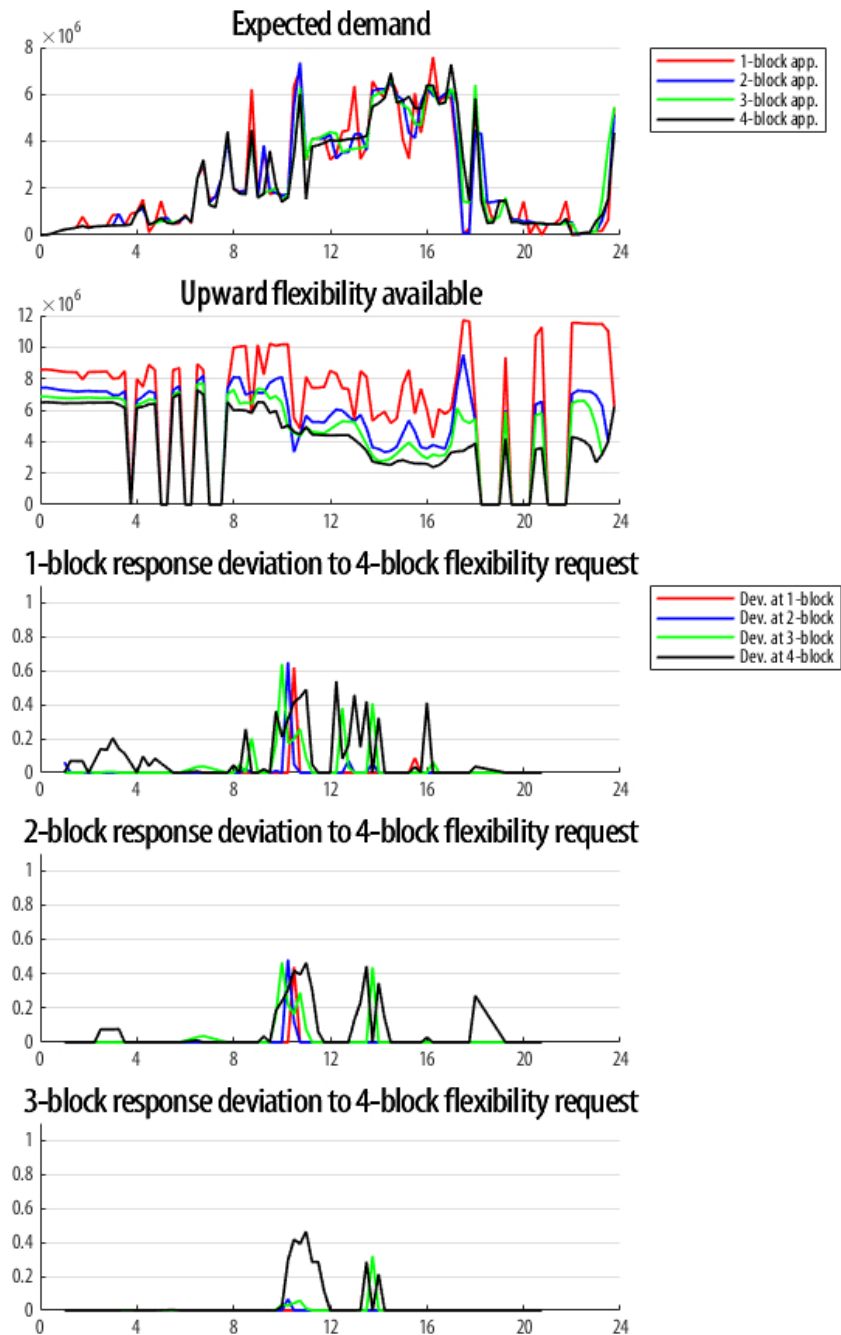 Expected demand
×10^6
8
6
4
2
0
0 4 8 12 16 20 24
1-block app.
2-block app.
3-block app.
4-block app.
Upward flexibility available
×10^6
12
10
8
6
4
2
0
0 4 8 12 16 20 24
1-block response deviation to 4-block flexibility request
1
0.8
0.6
0.4
0.2
0
0 4 8 12 16 20 24
Dev. at 1-block
Dev. at 2-block
Dev. at 3-block
Dev. at 4-block
2-block response deviation to 4-block flexibility request
1
0.8
0.6
0.4
0.2
0
0 4 8 12 16 20 24
3-block response deviation to 4-block flexibility request
1
0.8
0.6
0.4
0.2
0
0 4 8 12 16 20 24